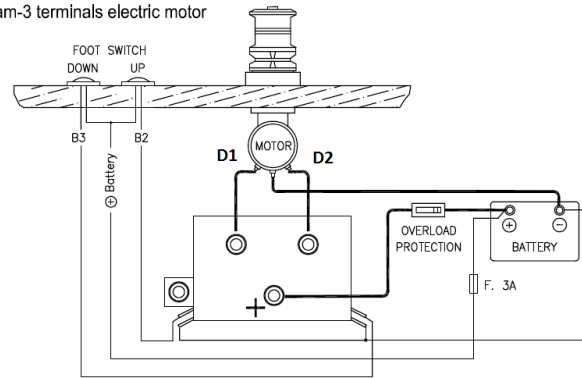 am-3 terminals electric motor
FOOT SWITCH
DOWN UP
B3 B2
⊕ Battery
MOTOR
D1 D2
OVERLOAD
PROTECTION
+ −
BATTERY
F. 3A
+